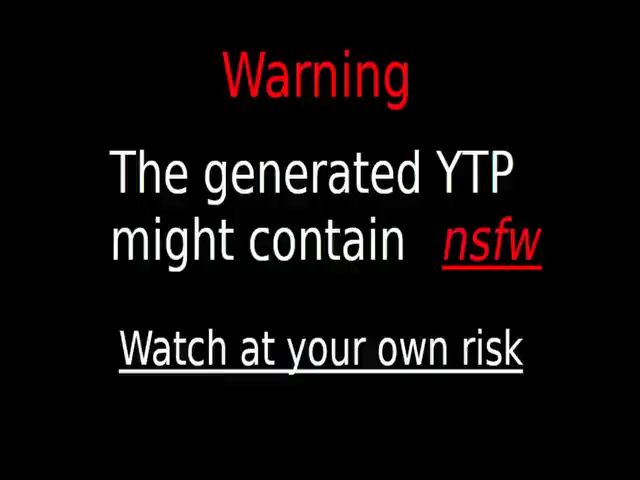 Warning
The generated YTP
might contain nsfw
Watch at your own risk